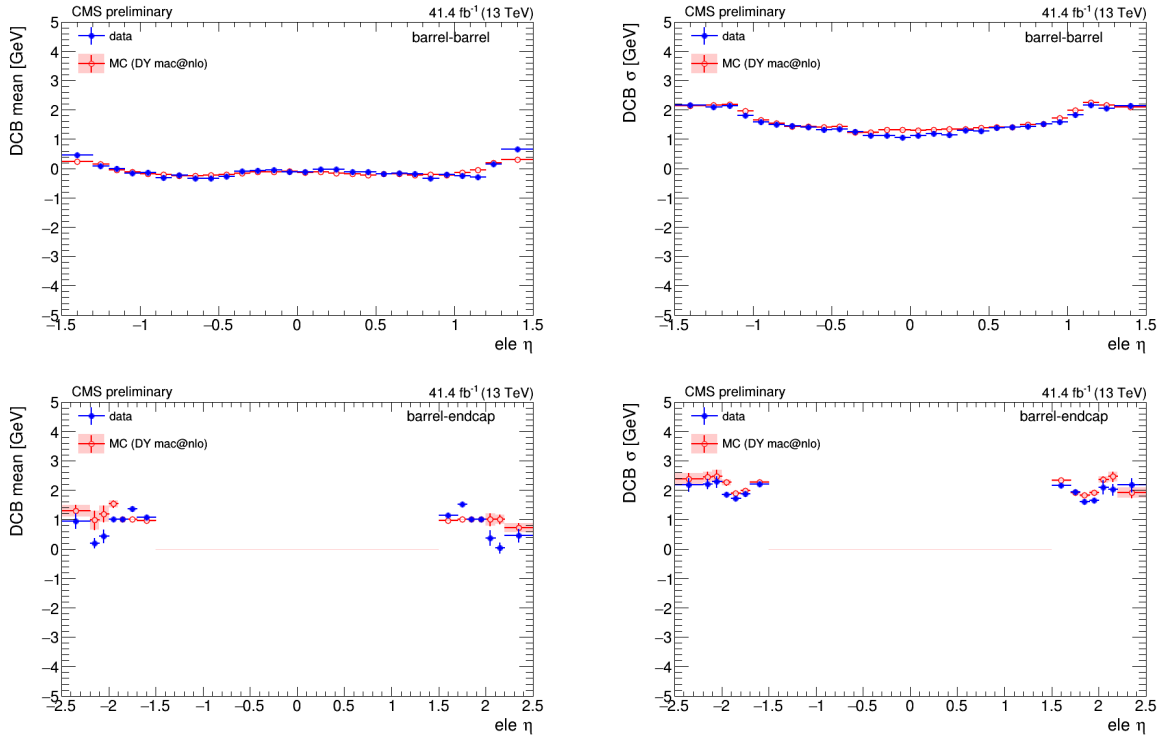 CMS preliminary 41.4 fb⁻¹ (13 TeV)
DCB mean [GeV]
data
barrel-barrel
MC (DY mac@nlo)
5
4
3
2
1
0
−1
−2
−3
−4
−5
−1.5 −1 −0.5 0 0.5 1 1.5
ele η
CMS preliminary 41.4 fb⁻¹ (13 TeV)
DCB σ [GeV]
data
barrel-barrel
MC (DY mac@nlo)
5
4
3
2
1
0
−1
−2
−3
−4
−5
−1.5 −1 −0.5 0 0.5 1 1.5
ele η
CMS preliminary 41.4 fb⁻¹ (13 TeV)
DCB mean [GeV]
data
barrel-endcap
MC (DY mac@nlo)
5
4
3
2
1
0
−1
−2
−3
−4
−5
−2.5 −2 −1.5 −1 −0.5 0 0.5 1 1.5 2 2.5
ele η
CMS preliminary 41.4 fb⁻¹ (13 TeV)
DCB σ [GeV]
data
barrel-endcap
MC (DY mac@nlo)
5
4
3
2
1
0
−1
−2
−3
−4
−5
−2.5 −2 −1.5 −1 −0.5 0 0.5 1 1.5 2 2.5
ele η